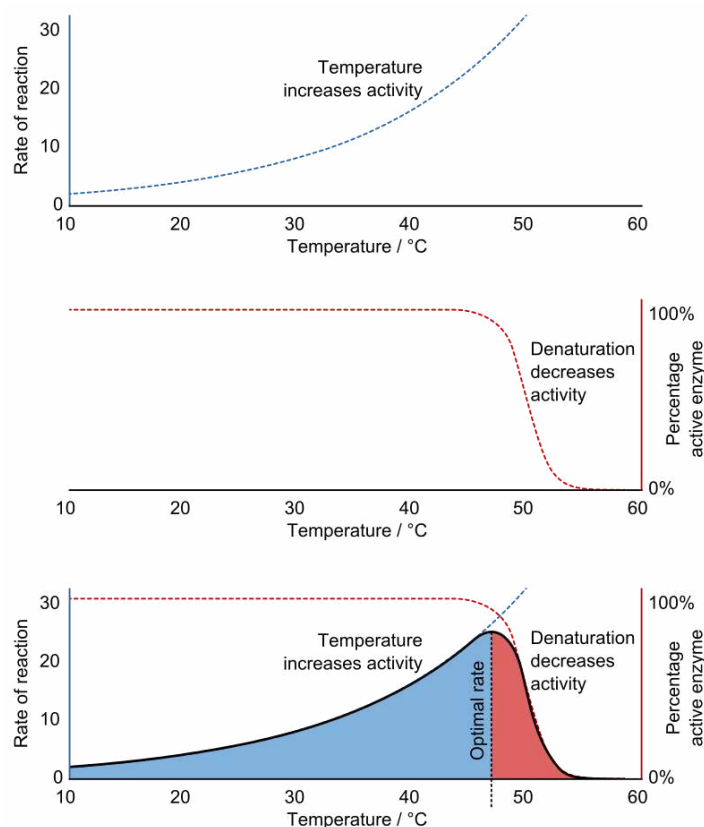 30
20
10
0
Rate of reaction
Temperature
increases activity
10 20 30 40 50 60
Temperature / °C
100%
0%
Percentage
active enzyme
Denaturation
decreases
activity
10 20 30 40 50 60
Temperature / °C
30
20
10
0
Rate of reaction
Temperature
increases activity
Optimal rate
Denaturation
decreases
activity
100%
0%
Percentage
active enzyme
10 20 30 40 50 60
Temperature / °C